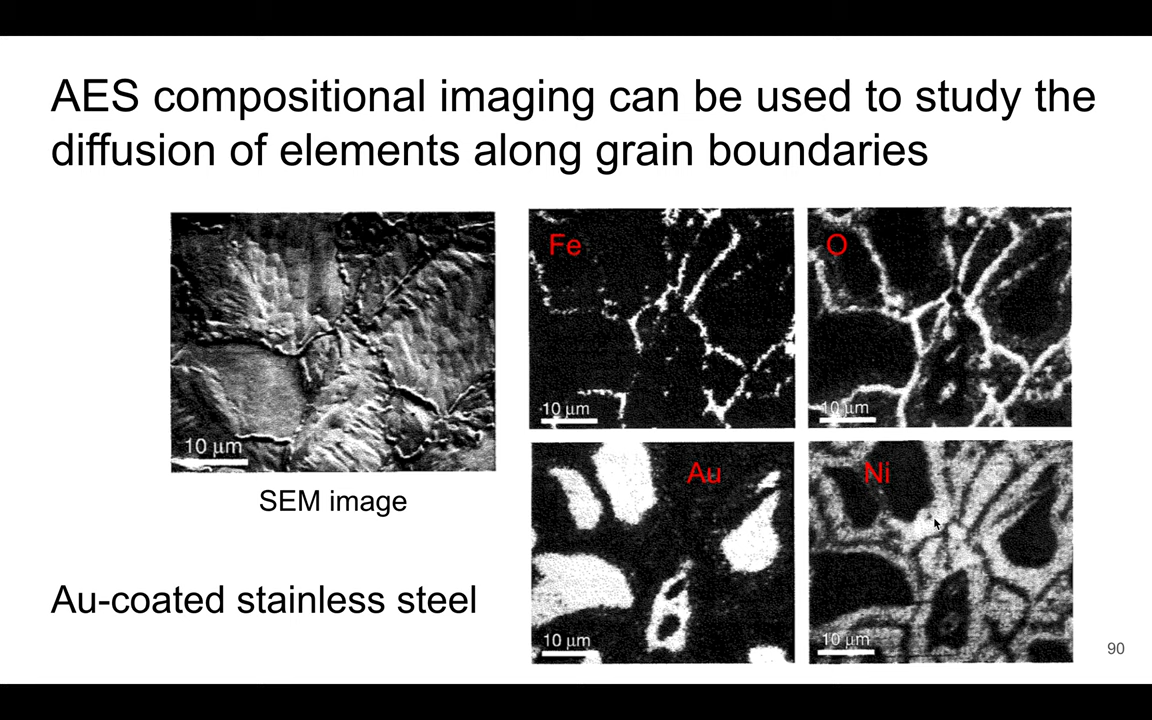 AES compositional imaging can be used to study the
diffusion of elements along grain boundaries
Fe
O
10 µm
10 µm
10 µm
SEM image
Au
Ni
Au-coated stainless steel
10 µm
10 µm
90